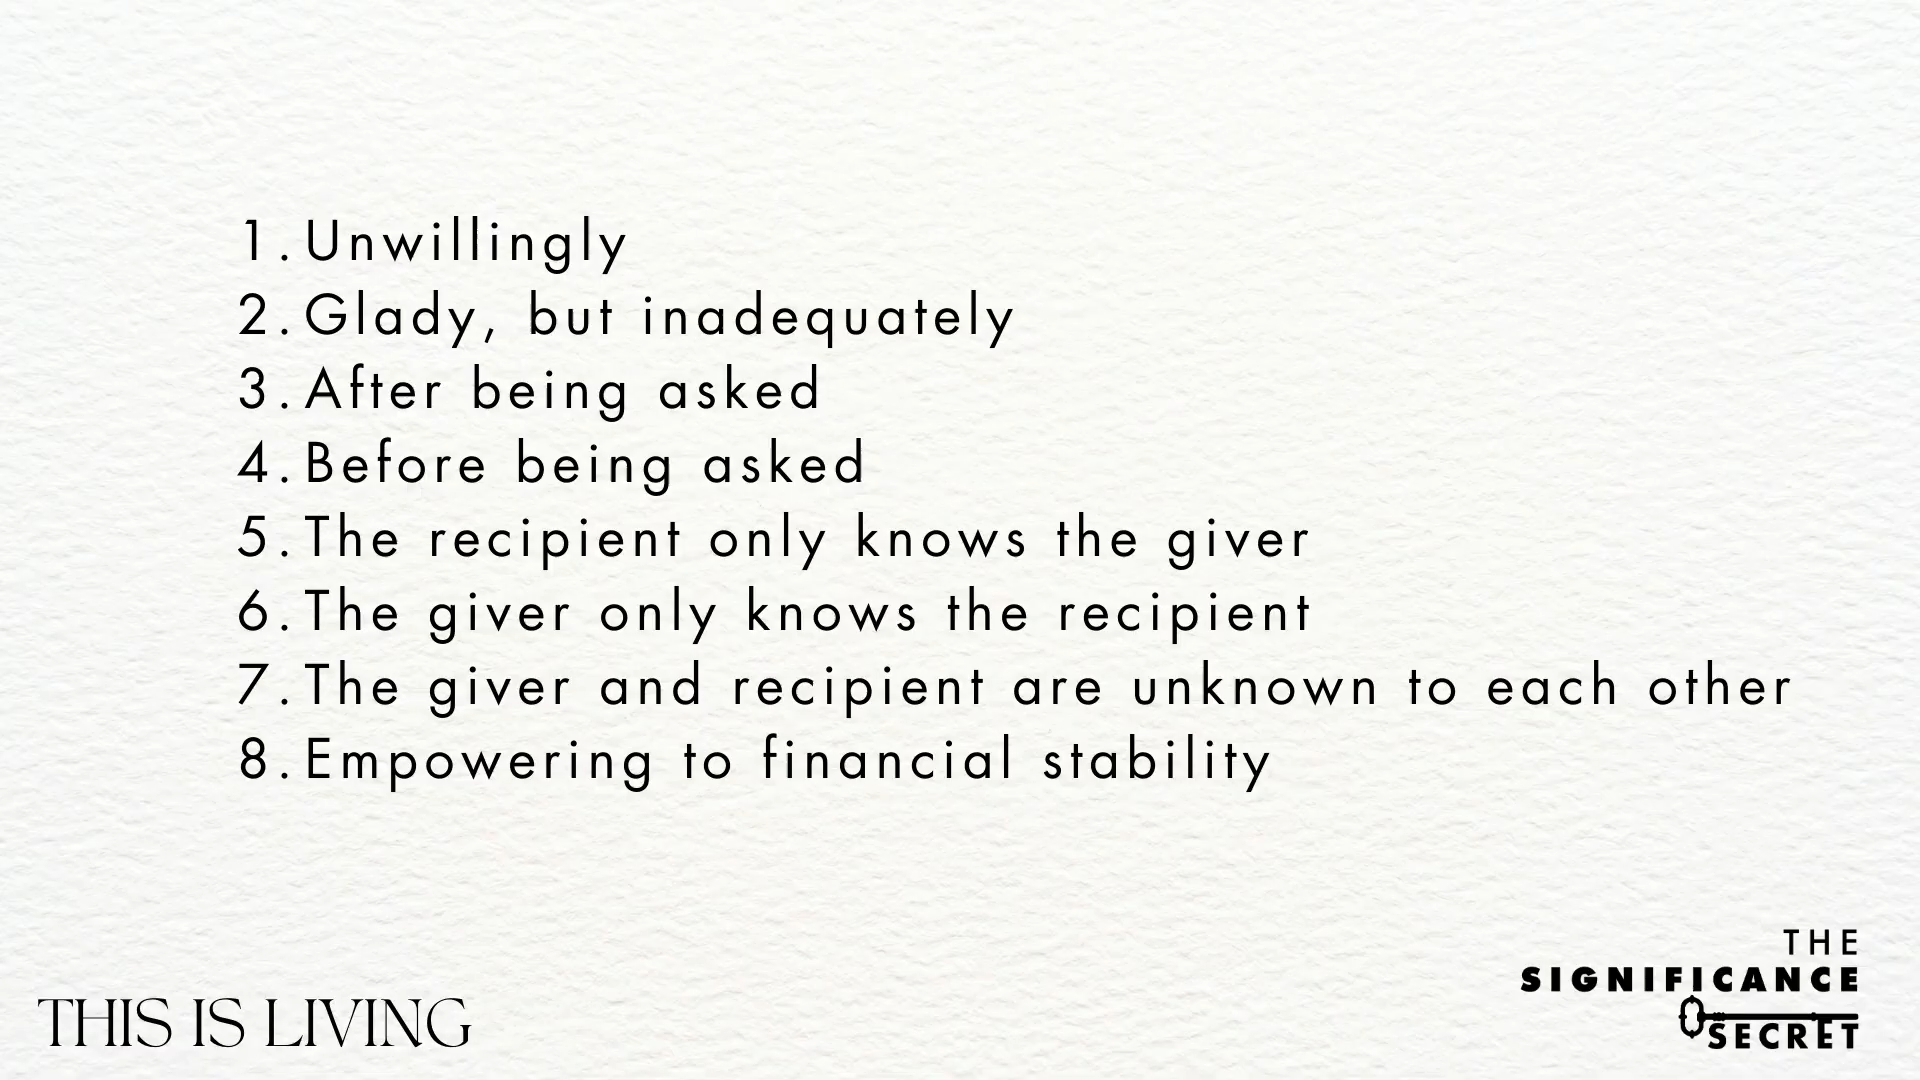 1. Unwillingly
2. Glady, but inadequately
3. After being asked
4. Before being asked
5. The recipient only knows the giver
6. The giver only knows the recipient
7. The giver and recipient are unknown to each other
8. Empowering to financial stability
THIS IS LIVING
THE
SIGNIFICANCE
SECRET